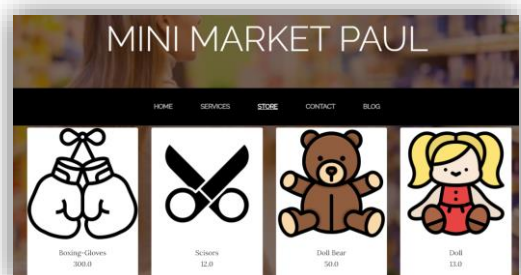 MINI MARKET PAUL
HOME SERVICES STORE CONTACT BLOG
Boxing-Gloves Scisors Doll Bear Doll
300.0 12.0 50.0 13.0